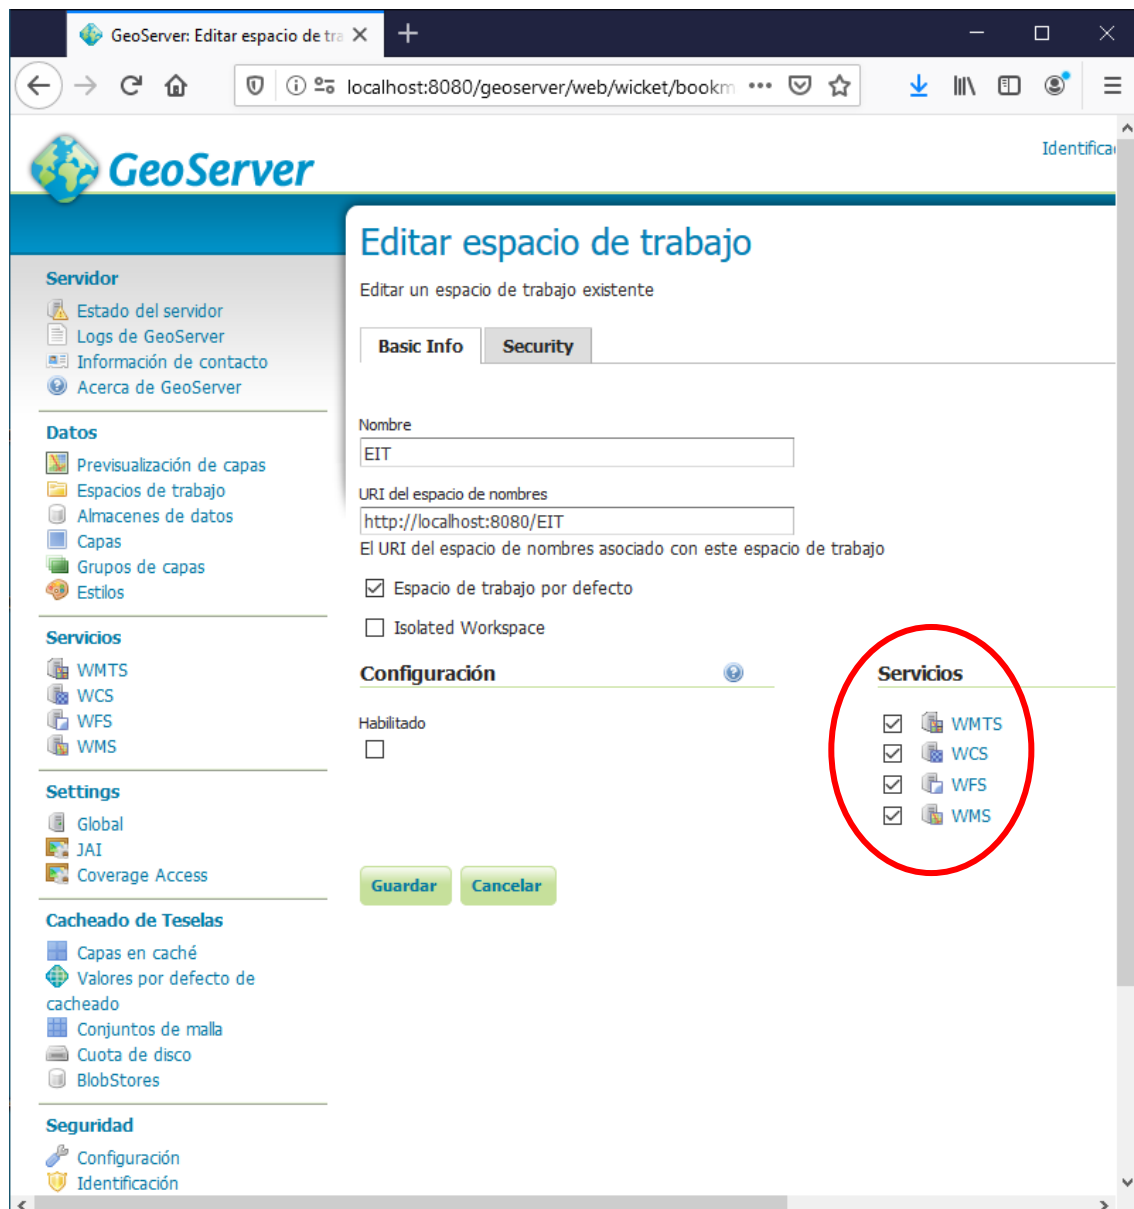 GeoServer: Editar espacio de tra
localhost:8080/geoserver/web/wicket/bookm
GeoServer
Identifica
Editar espacio de trabajo
Editar un espacio de trabajo existente
Basic Info
Security
Servidor
Estado del servidor
Logs de GeoServer
Información de contacto
Acerca de GeoServer
Datos
Previsualización de capas
Espacios de trabajo
Almacenes de datos
Capas
Grupos de capas
Estilos
Servicios
WMTS
WCS
WFS
WMS
Settings
Global
JAI
Coverage Access
Cacheado de Teselas
Capas en caché
Valores por defecto de
cacheado
Conjuntos de malla
Cuota de disco
BlobStores
Seguridad
Configuración
Identificación
Nombre
EIT
URI del espacio de nombres
http://localhost:8080/EIT
El URI del espacio de nombres asociado con este espacio de trabajo
Espacio de trabajo por defecto
Isolated Workspace
Configuración
Habilitado
Servicios
WMTS
WCS
WFS
WMS
Guardar
Cancelar